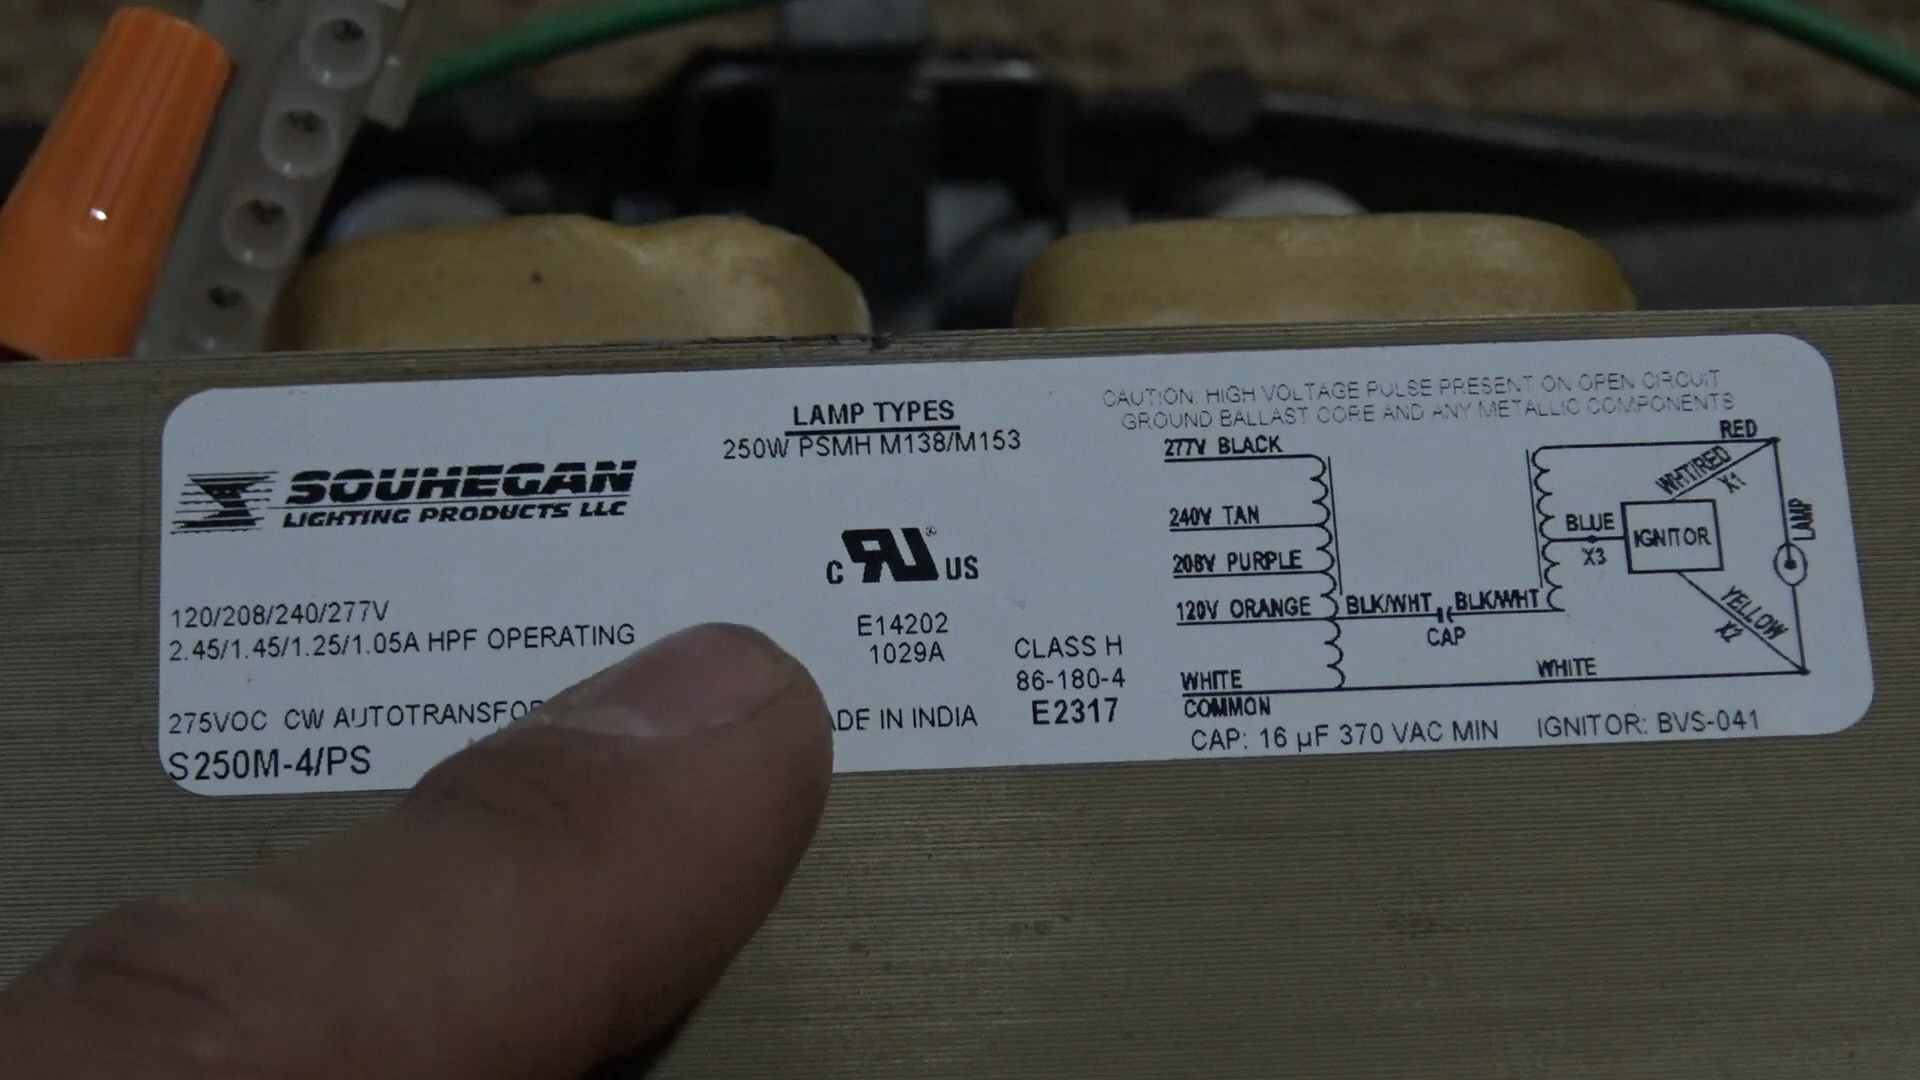 SOUHEGAN
LIGHTING PRODUCTS LLC
120/208/240/277V
2.45/1.45/1.25/1.05A HPF OPERATING
275VOC CW AUTOTRANSFO
S250M-4/PS
LAMP TYPES
250W PSMH M138/M153
C RU® US
E14202
1029A
ADE IN INDIA
CLASS H
86-180-4
E2317
CAUTION: HIGH VOLTAGE PULSE PRESENT ON OPEN CIRCUIT
GROUND BALLAST CORE AND ANY METALLIC COMPONENTS
277V BLACK
240V TAN
208V PURPLE
120V ORANGE
WHITE
COMMON
BLK/WHT
BLK/WHT
CAP
RED
WHT/RED
X1
BLUE
X3
IGNITOR
LAMP
YELLOW
X2
WHITE
CAP: 16 µF 370 VAC MIN
IGNITOR: BVS-041